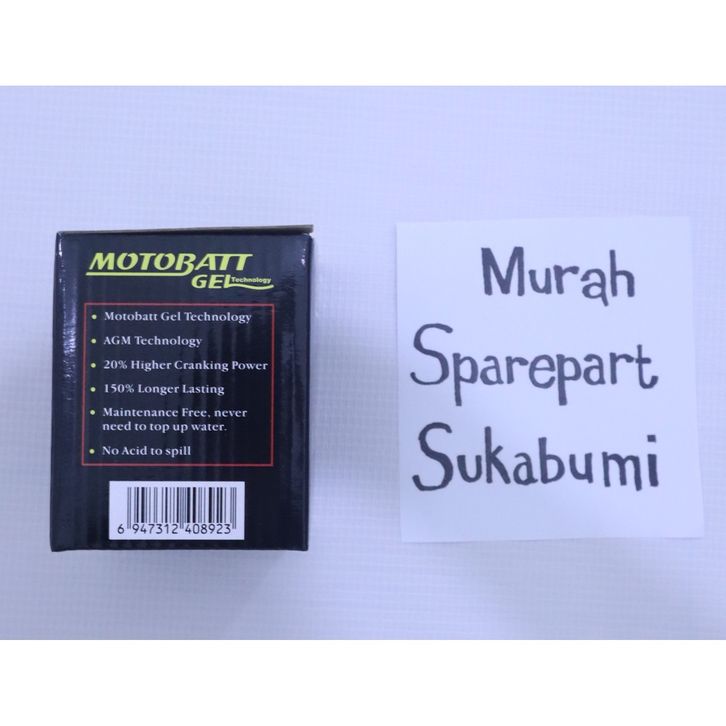 MOTOBATT
GEL Technology
• Motobatt Gel Technology
• AGM Technology
• 20% Higher Cranking Power
• 150% Longer Lasting
• Maintenance Free, never
need to top up water.
• No Acid to spill
6 947312 408923
Murah
Sparepart
Sukabumi